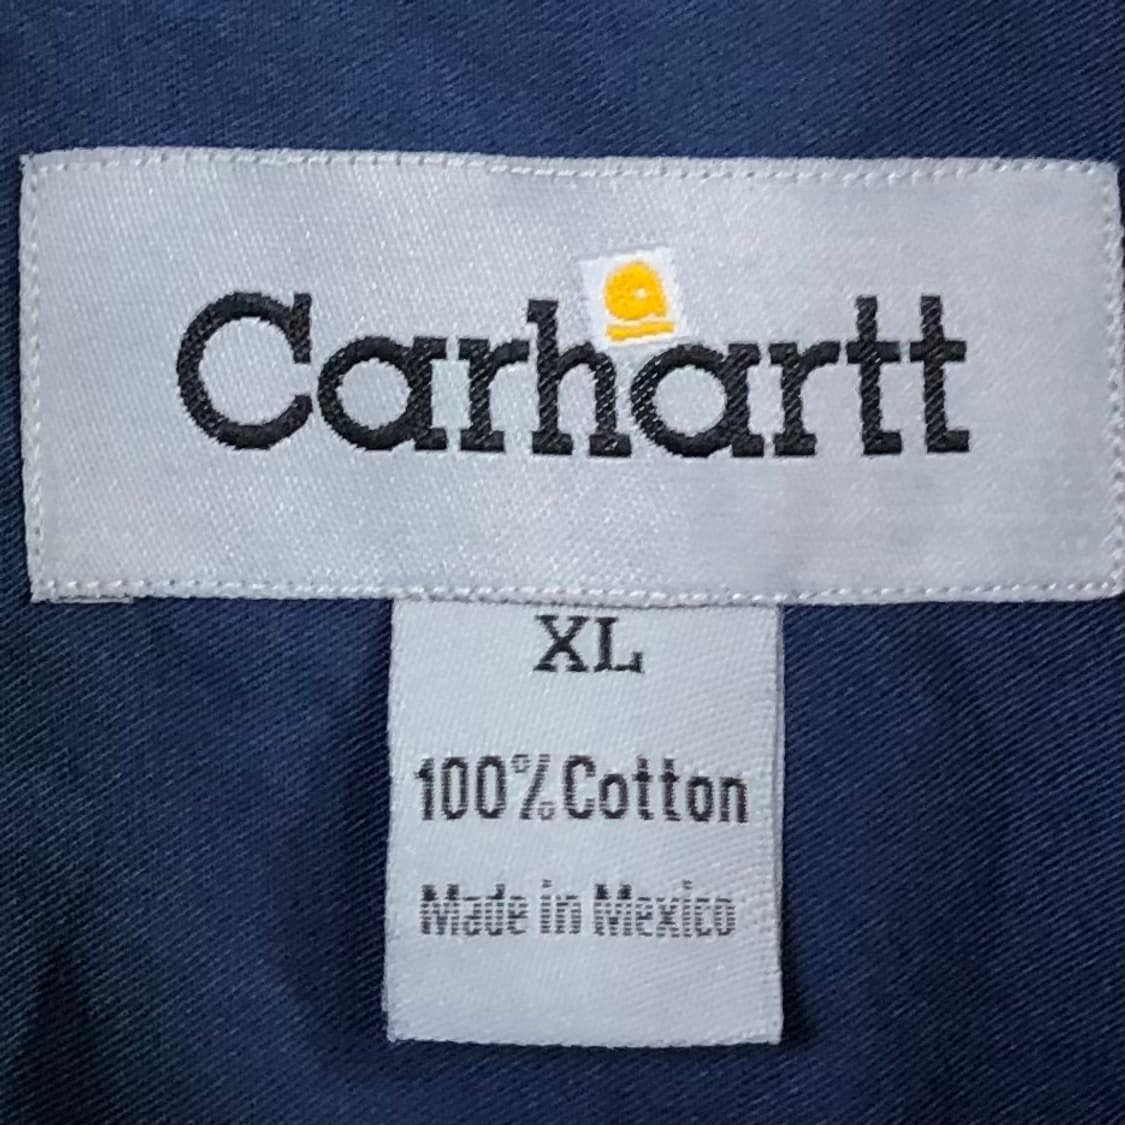 Carhartt
XL
100% Cotton
Made in Mexico